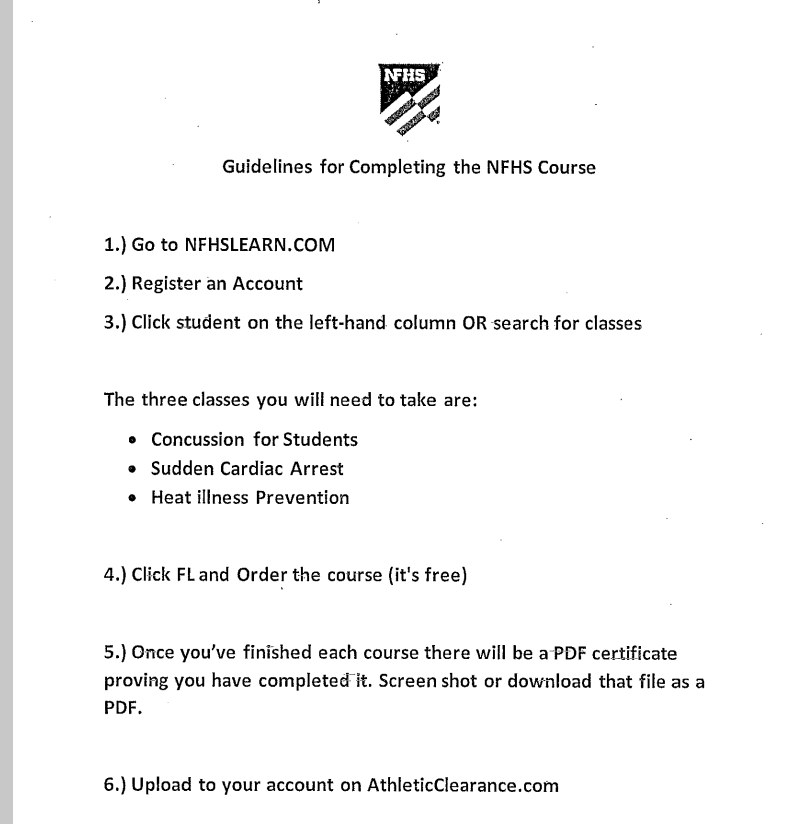 NFHS
Guidelines for Completing the NFHS Course
1.) Go to NFHSLEARN.COM
2.) Register an Account
3.) Click student on the left-hand column OR search for classes
The three classes you will need to take are:
• Concussion for Students
• Sudden Cardiac Arrest
• Heat illness Prevention
4.) Click FL and Order the course (it's free)
5.) Once you've finished each course there will be a PDF certificate
proving you have completed it. Screen shot or download that file as a
PDF.
6.) Upload to your account on AthleticClearance.com